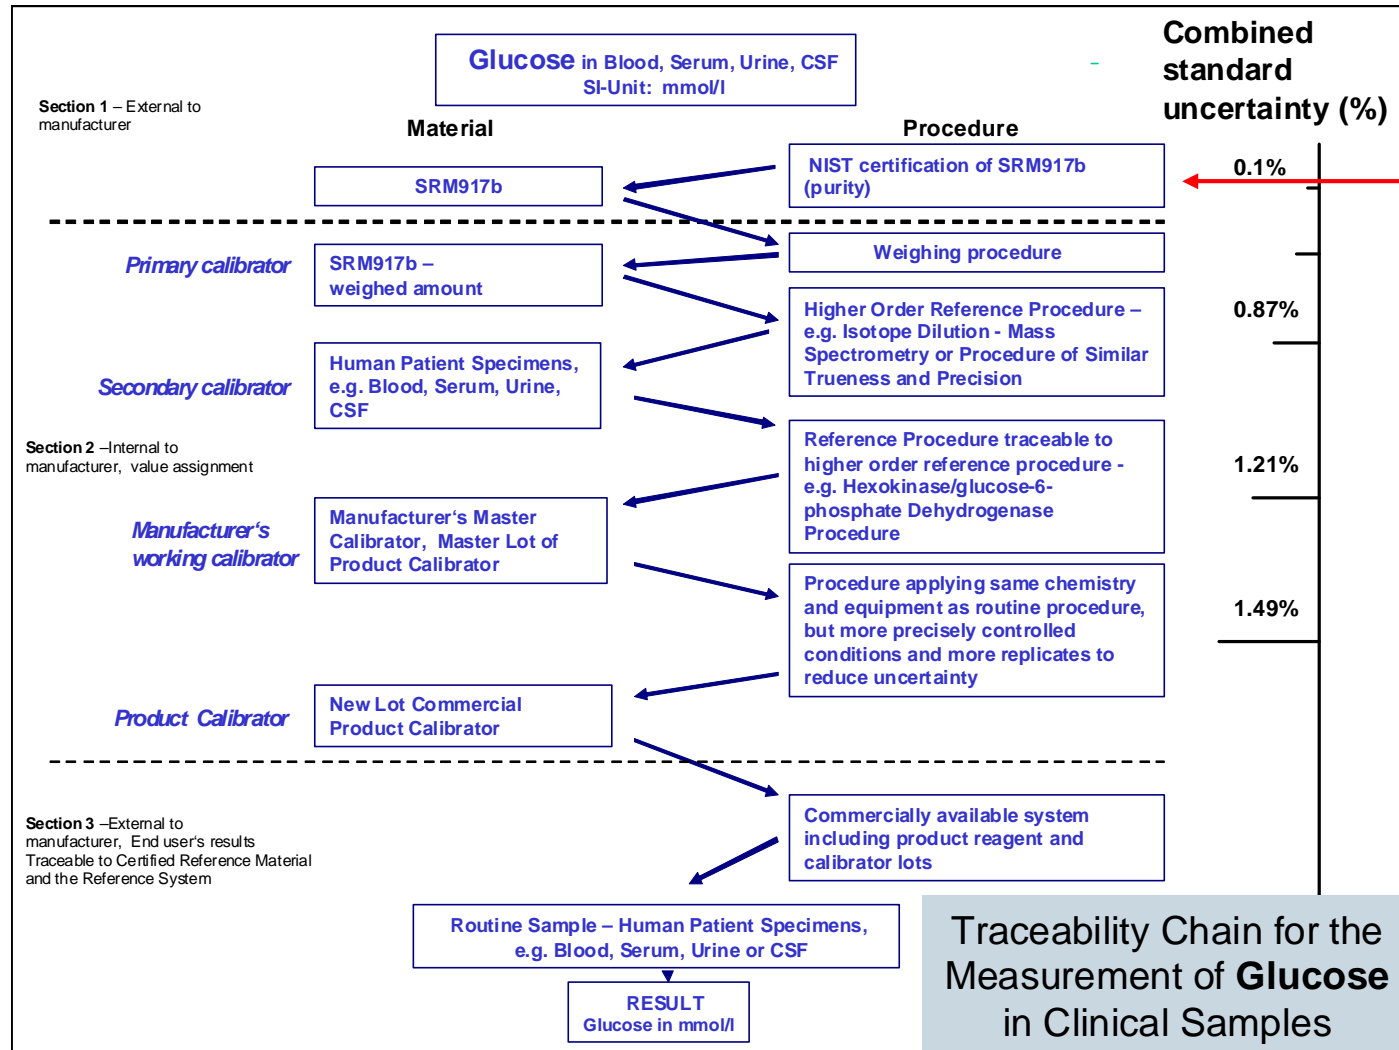 Glucose in Blood, Serum, Urine, CSF
SI-Unit: mmol/l
Combined
standard
uncertainty (%)
Section 1 – External to
manufacturer
Material
Procedure
SRM917b
NIST certification of SRM917b
(purity)
0.1%
Primary calibrator
SRM917b –
weighed amount
Weighing procedure
Higher Order Reference Procedure –
e.g. Isotope Dilution - Mass
Spectrometry or Procedure of Similar
Trueness and Precision
0.87%
Secondary calibrator
Human Patient Specimens,
e.g. Blood, Serum, Urine,
CSF
Section 2 –Internal to
manufacturer, value assignment
Reference Procedure traceable to
higher order reference procedure -
e.g. Hexokinase/glucose-6-
phosphate Dehydrogenase
Procedure
1.21%
Manufacturer‘s
working calibrator
Manufacturer‘s Master
Calibrator, Master Lot of
Product Calibrator
Procedure applying same chemistry
and equipment as routine procedure,
but more precisely controlled
conditions and more replicates to
reduce uncertainty
1.49%
Product Calibrator
New Lot Commercial
Product Calibrator
Section 3 –External to
manufacturer, End user‘s results
Traceable to Certified Reference Material
and the Reference System
Commercially available system
including product reagent and
calibrator lots
Routine Sample – Human Patient Specimens,
e.g. Blood, Serum, Urine or CSF
RESULT
Glucose in mmol/l
Traceability Chain for the
Measurement of Glucose
in Clinical Samples